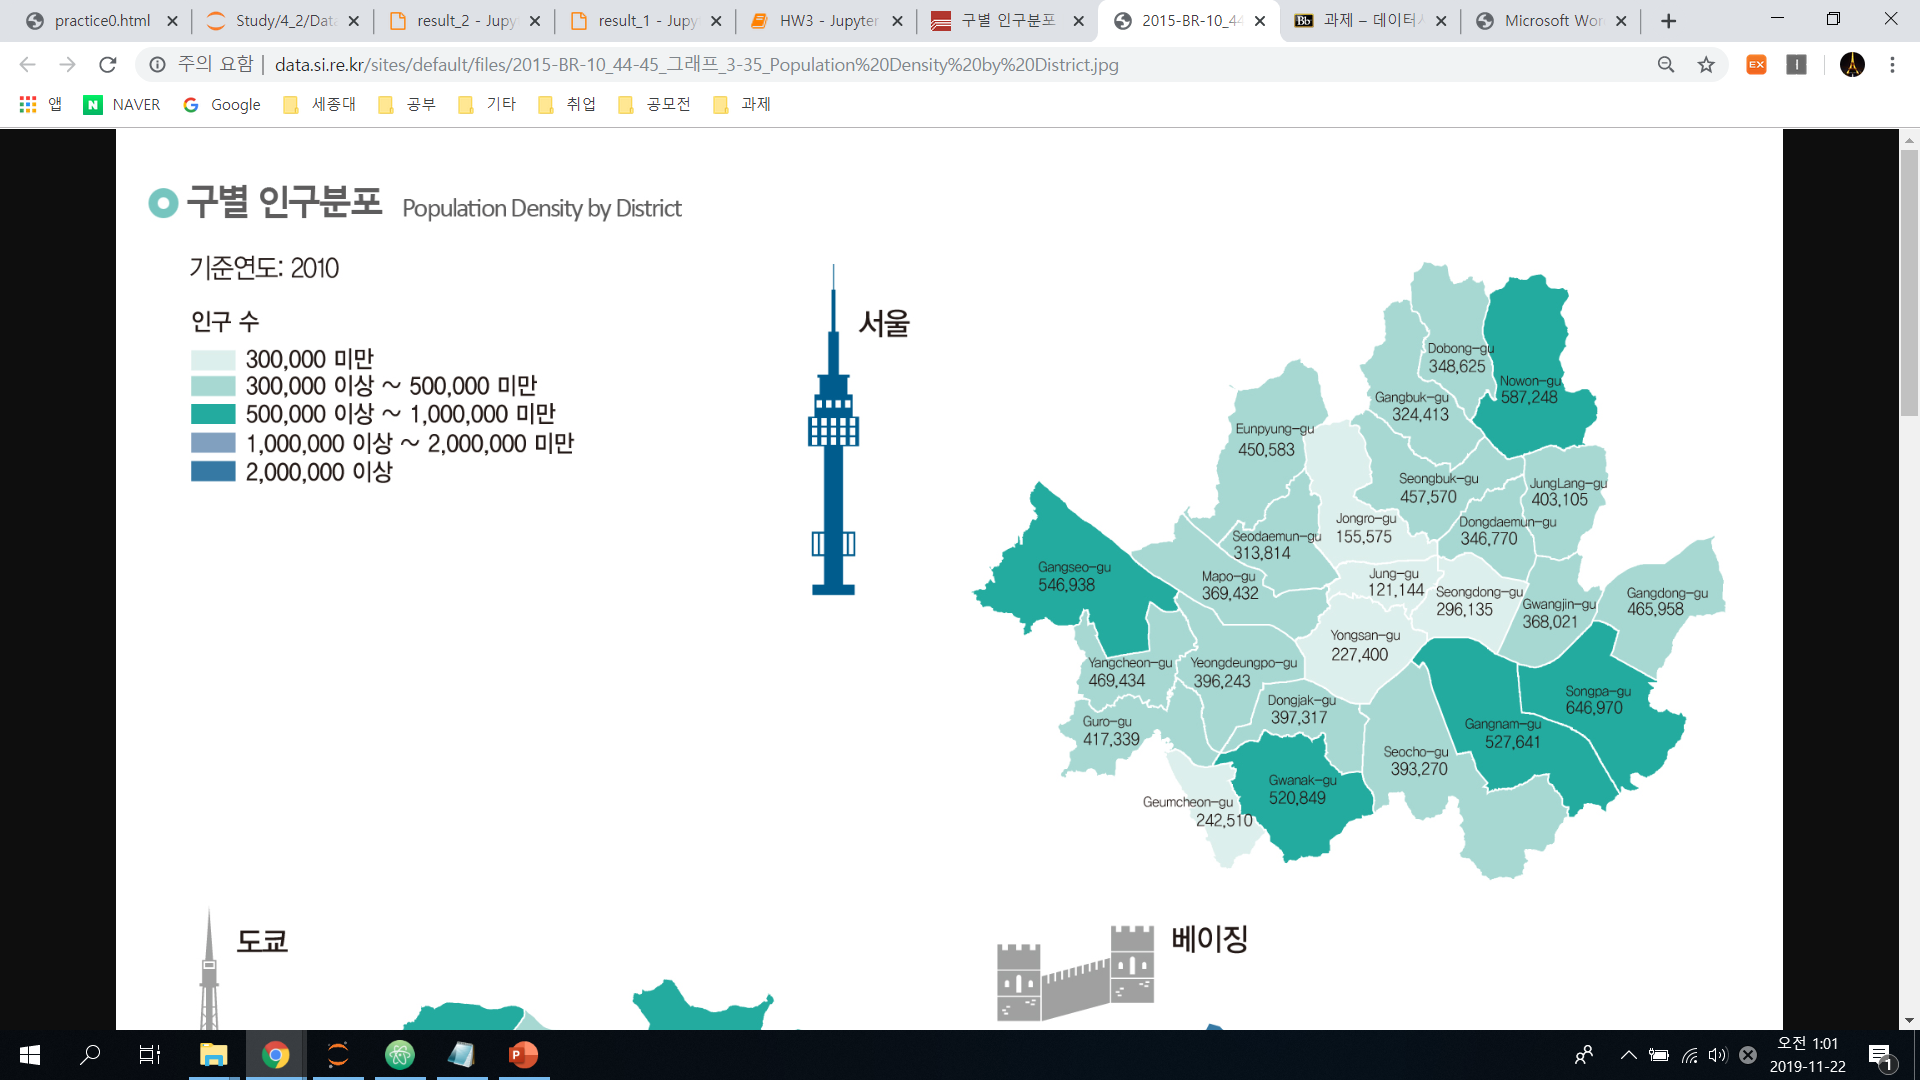 practice0.html
Study/4_2/Data
result_2 - Jupy
result_1 - Jupy
HW3 - Jupyter
구별 인구분포
2015-BR-10_44
과제 – 데이터
Microsoft Wor
주의 요함 | data.si.re.kr/sites/default/files/2015-BR-10_44-45_그래프_3-35_Population%20Density%20by%20District.jpg
EX
앱
NAVER
Google
세종대
공부
기타
취업
공모전
과제
구별 인구분포 Population Density by District
기준연도: 2010
인구 수
300,000 미만
300,000 이상 ~ 500,000 미만
500,000 이상 ~ 1,000,000 미만
1,000,000 이상 ~ 2,000,000 미만
2,000,000 이상
서울
Dobong-gu
348,625
Nowon-gu
587,248
Gangbuk-gu
324,413
Eunpyung-gu
450,583
Seongbuk-gu
457,570
JungLang-gu
403,105
Jongro-gu
155,575
Dongdaemun-gu
346,770
Seodaemun-gu
313,814
Gangseo-gu
546,938
Mapo-gu
369,432
Jung-gu
121,144
Seongdong-gu
296,135
Gwangjin-gu
368,021
Gangdong-gu
465,958
Yongsan-gu
227,400
Yangcheon-gu
469,434
Yeongdeungpo-gu
396,243
Dongjak-gu
397,317
Songpa-gu
646,970
Guro-gu
417,339
Gangnam-gu
527,641
Seocho-gu
393,270
Gwanak-gu
520,849
Geumcheon-gu
242,510
도쿄
베이징
오전 1:01
2019-11-22
1